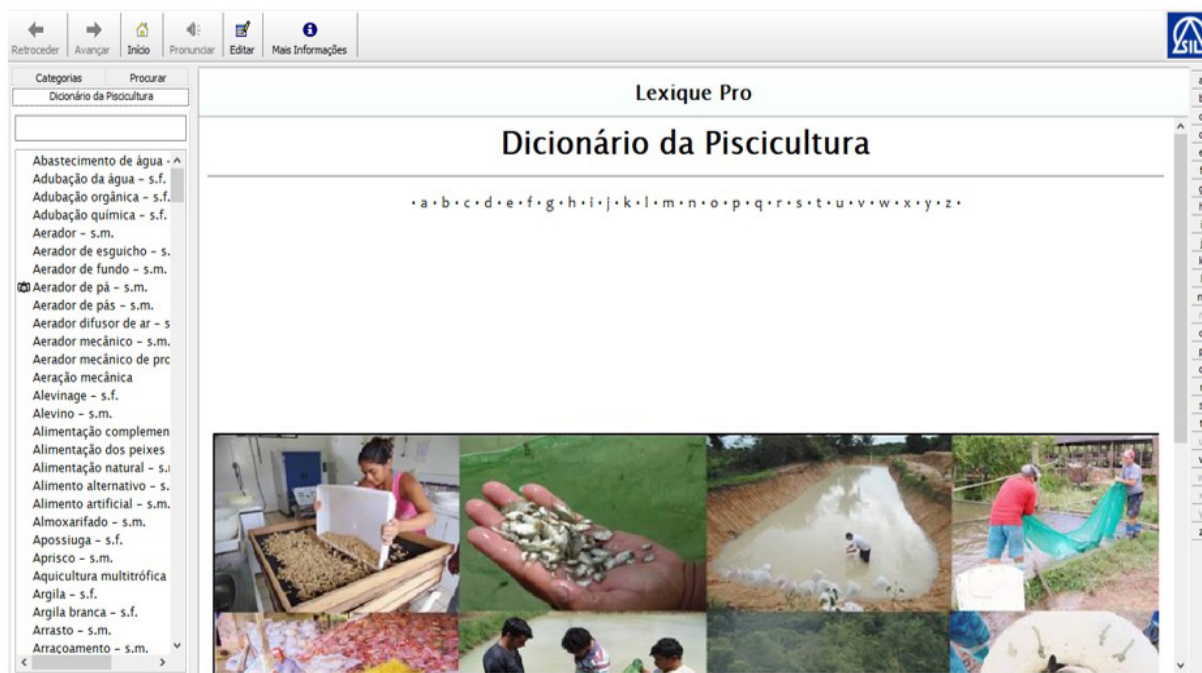 Retroceder Avançar Início Pronunciar Editar Mais Informações
SIL
Categorias Procurar
Dicionário da Piscicultura
Abastecimento de água -
Adubação da água – s.f.
Adubação orgânica – s.f.
Adubação química – s.f.
Aerador – s.m.
Aerador de esguicho – s.
Aerador de fundo – s.m.
Aerador de pá – s.m.
Aerador de pás – s.m.
Aerador difusor de ar – s
Aerador mecânico – s.m.
Aerador mecânico de pro
Aeração mecânica
Alevinage – s.f.
Alevino – s.m.
Alimentação complemen
Alimentação dos peixes
Alimentação natural – s.
Alimento alternativo – s.
Alimento artificial – s.m.
Almoxarifado – s.m.
Apossiuga – s.f.
Aprisco – s.m.
Aquicultura multitrófica
Argila – s.f.
Argila branca – s.f.
Arrasto – s.m.
Arraçoamento – s.m.
Lexique Pro
Dicionário da Piscicultura
· a · b · c · d · e · f · g · h · i · j · k · l · m · n · o · p · q · r · s · t · u · v · w · x · y · z ·